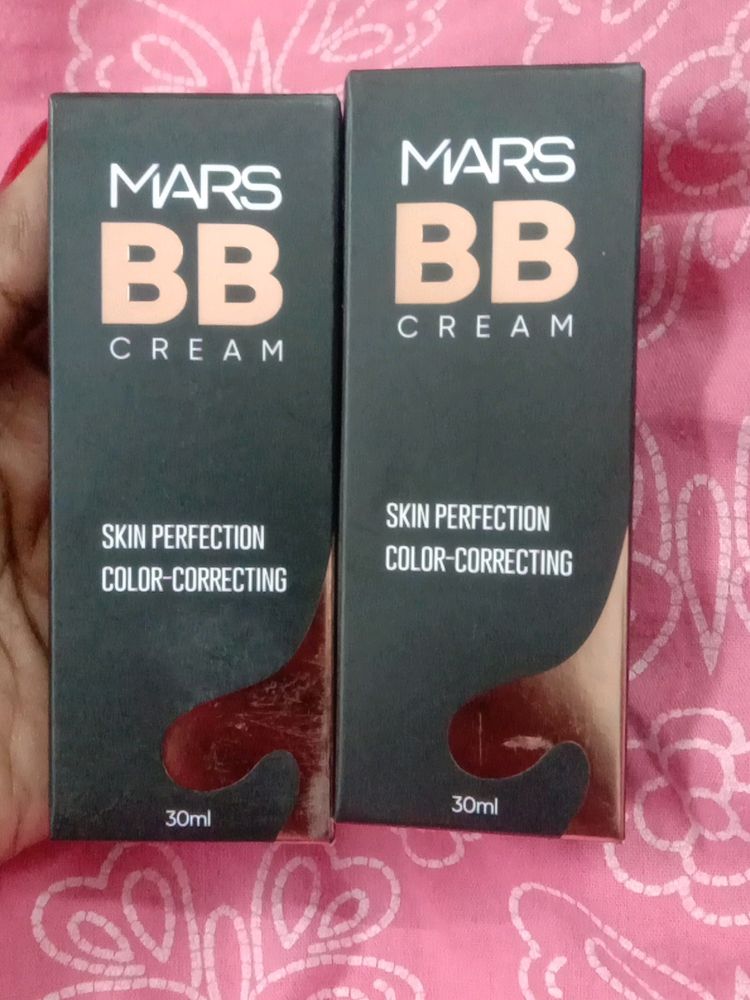 MARS
BB
CREAM
SKIN PERFECTION
COLOR-CORRECTING
30ml
MARS
BB
CREAM
SKIN PERFECTION
COLOR-CORRECTING
30ml